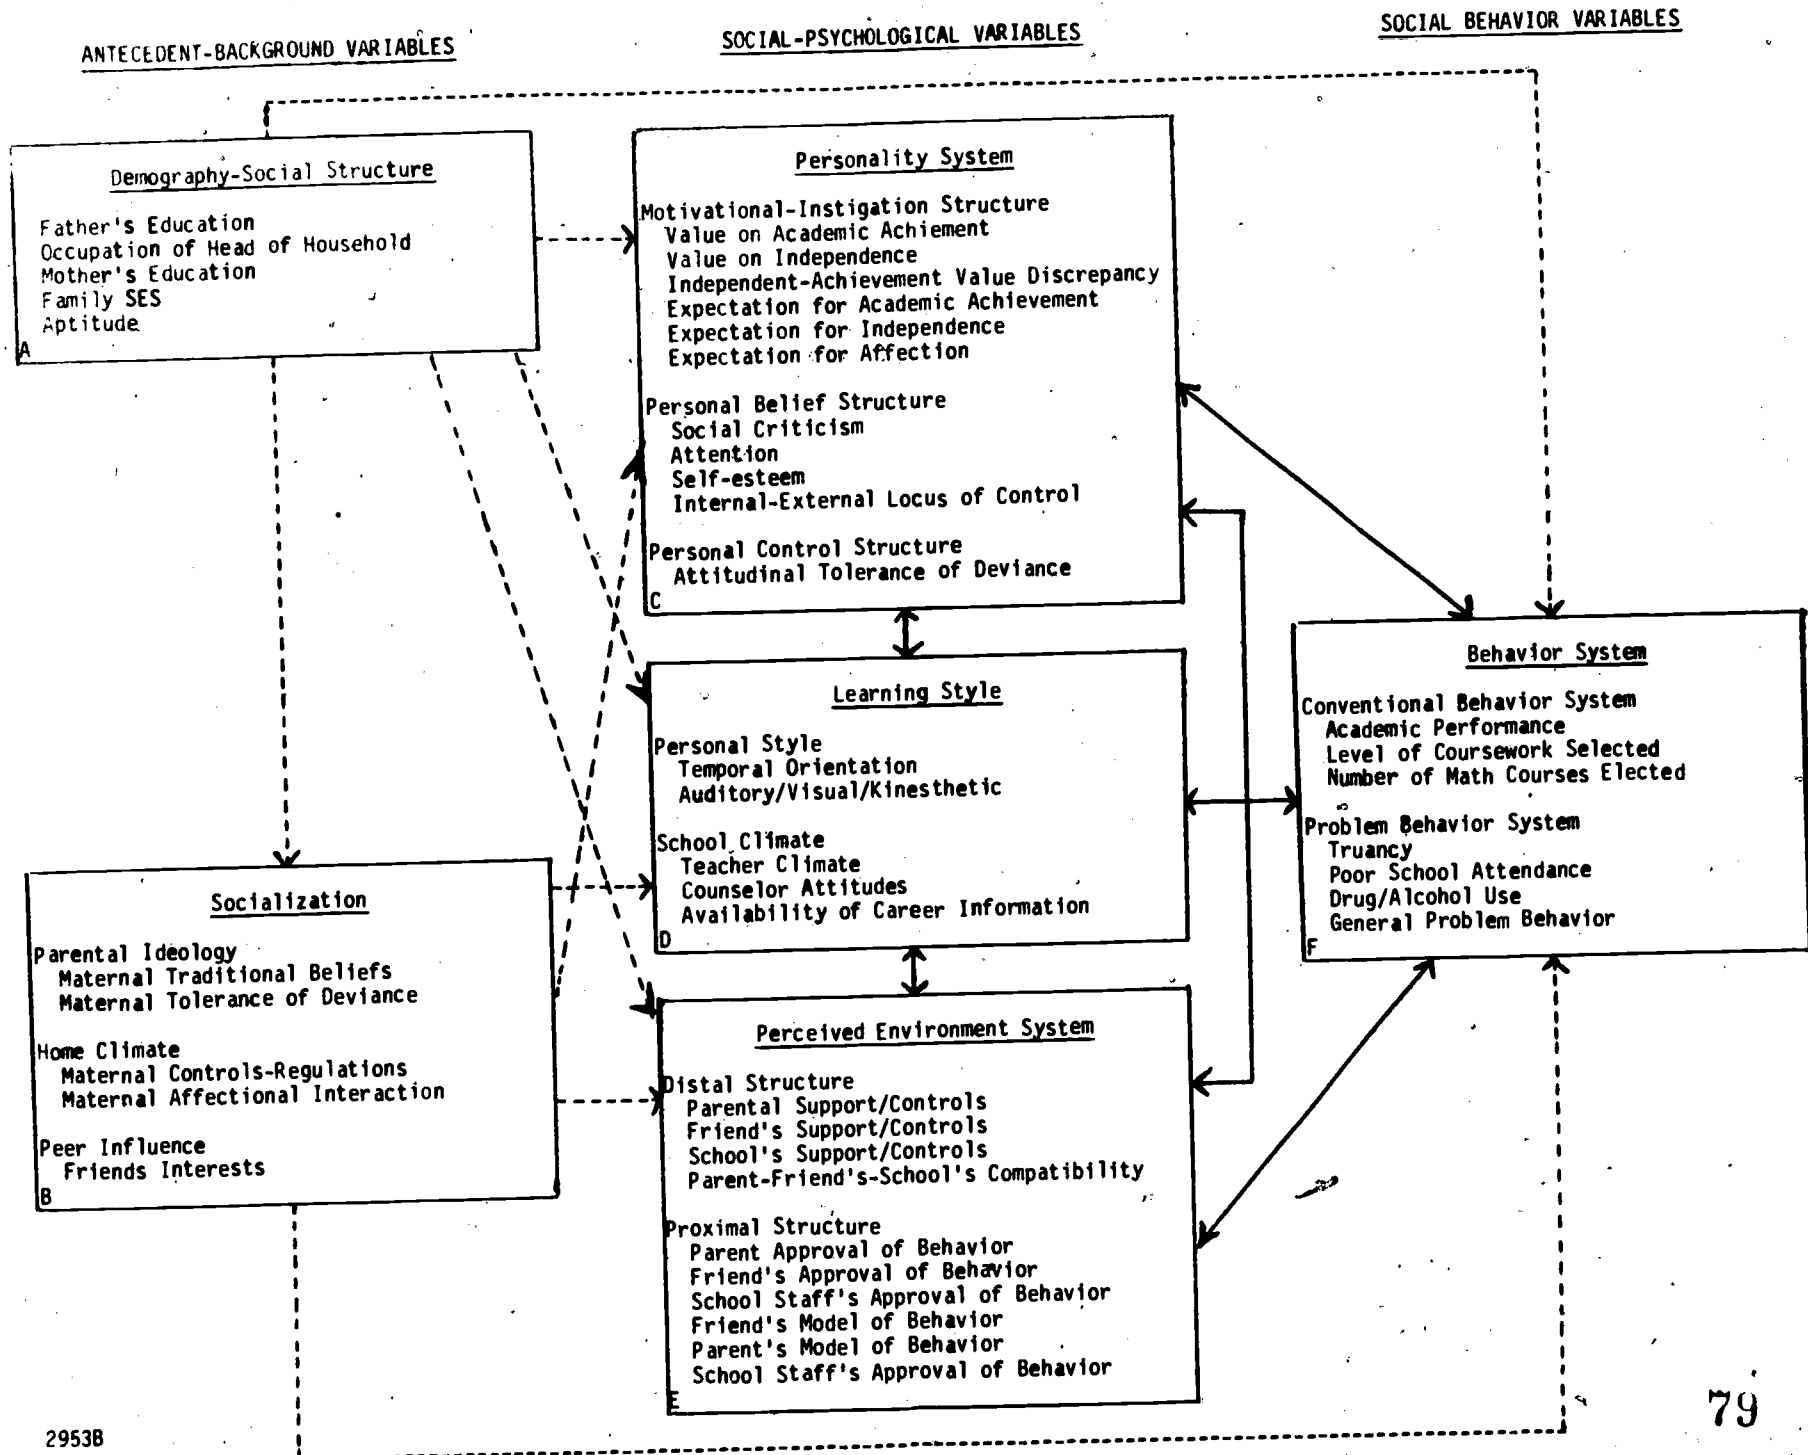 ANTECEDENT-BACKGROUND VARIABLES
SOCIAL-PSYCHOLOGICAL VARIABLES
SOCIAL BEHAVIOR VARIABLES
Demography-Social Structure
Father's Education
Occupation of Head of Household
Mother's Education
Family SES
Aptitude
A
Socialization
Parental Ideology
Maternal Traditional Beliefs
Maternal Tolerance of Deviance
Home Climate
Maternal Controls-Regulations
Maternal Affectional Interaction
Peer Influence
Friends Interests
B
Personality System
Motivational-Instigation Structure
Value on Academic Achiement
Value on Independence
Independent-Achievement Value Discrepancy
Expectation for Academic Achievement
Expectation for Independence
Expectation for Affection
Personal Belief Structure
Social Criticism
Attention
Self-esteem
Internal-External Locus of Control
Personal Control Structure
Attitudinal Tolerance of Deviance
C
Learning Style
Personal Style
Temporal Orientation
Auditory/Visual/Kinesthetic
School Climate
Teacher Climate
Counselor Attitudes
Availability of Career Information
D
Perceived Environment System
Distal Structure
Parental Support/Controls
Friend's Support/Controls
School's Support/Controls
Parent-Friend's-School's Compatibility
Proximal Structure
Parent Approval of Behavior
Friend's Approval of Behavior
School Staff's Approval of Behavior
Friend's Model of Behavior
Parent's Model of Behavior
School Staff's Approval of Behavior
E
Behavior System
Conventional Behavior System
Academic Performance
Level of Coursework Selected
Number of Math Courses Elected
Problem Behavior System
Truancy
Poor School Attendance
Drug/Alcohol Use
General Problem Behavior
F
2953B
79